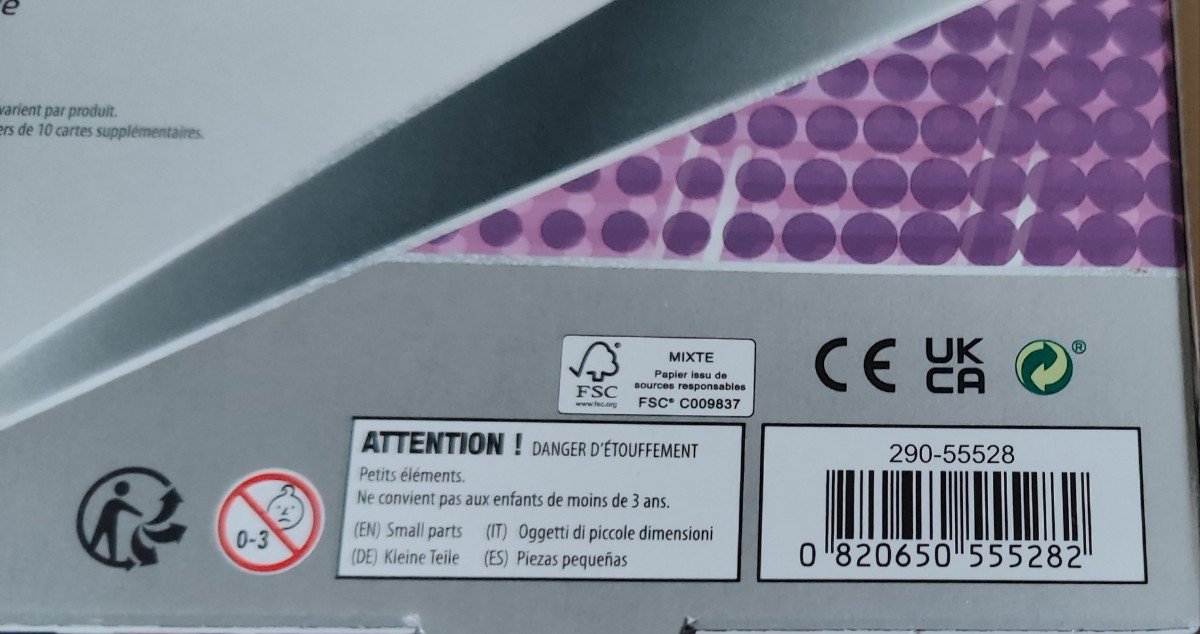 e
varient par produit.
ers de 10 cartes supplémentaires.
FSC®
www.fsc.org
MIXTE
Papier issu de
sources responsables
FSC® C009837
CE
UK
CA
®
ATTENTION ! DANGER D'ÉTOUFFEMENT
Petits éléments.
Ne convient pas aux enfants de moins de 3 ans.
(EN) Small parts (IT) Oggetti di piccole dimensioni
(DE) Kleine Teile (ES) Piezas pequeñas
0-3
290-55528
0 820650 555282